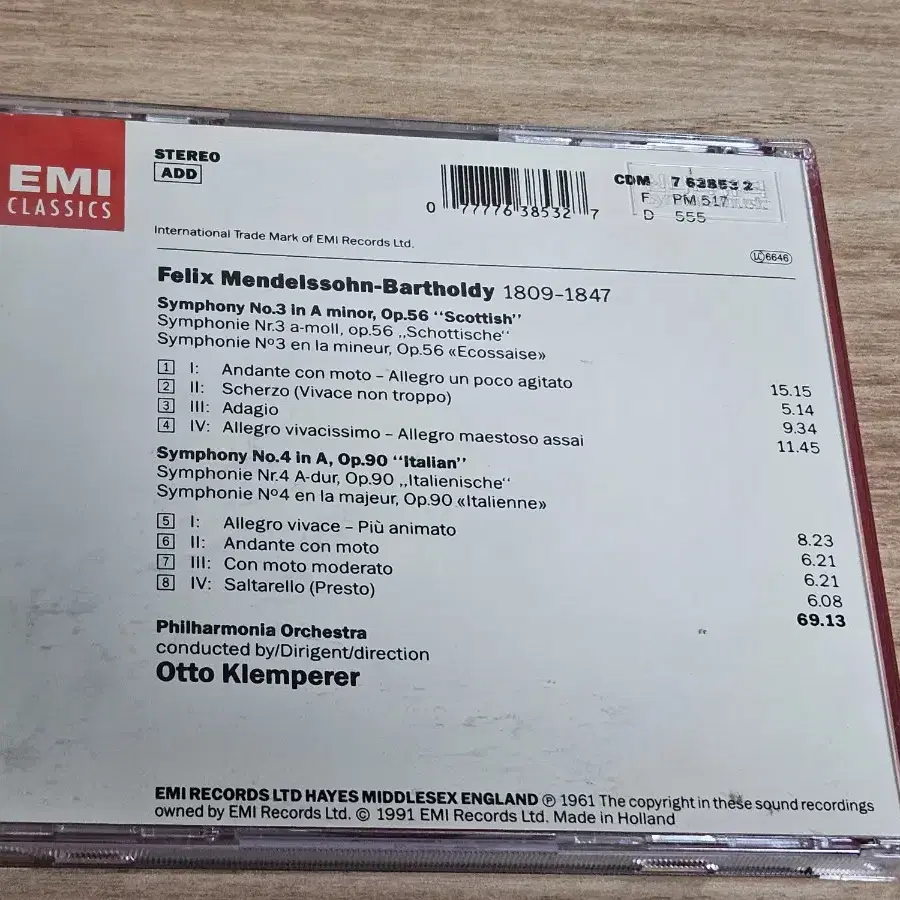 EMI
CLASSICS
STEREO
ADD
0 77776 38532 7
CDM 7 63853 2
F PM 517
D 555
International Trade Mark of EMI Records Ltd.
LC 6646
Felix Mendelssohn-Bartholdy 1809–1847
Symphony No.3 in A minor, Op.56 “Scottish”
Symphonie Nr.3 a-moll, op.56 „Schottische“
Symphonie Nº3 en la mineur, Op.56 «Ecossaise»
1 I: Andante con moto – Allegro un poco agitato 15.15
2 II: Scherzo (Vivace non troppo) 5.14
3 III: Adagio 9.34
4 IV: Allegro vivacissimo – Allegro maestoso assai 11.45
Symphony No.4 in A, Op.90 “Italian”
Symphonie Nr.4 A-dur, Op.90 „Italienische“
Symphonie Nº4 en la majeur, Op.90 «Italienne»
5 I: Allegro vivace – Più animato 8.23
6 II: Andante con moto 6.21
7 III: Con moto moderato 6.21
8 IV: Saltarello (Presto) 6.08
69.13
Philharmonia Orchestra
conducted by/Dirigent/direction
Otto Klemperer
EMI RECORDS LTD HAYES MIDDLESEX ENGLAND ℗ 1961 The copyright in these sound recordings
owned by EMI Records Ltd. © 1991 EMI Records Ltd. Made in Holland